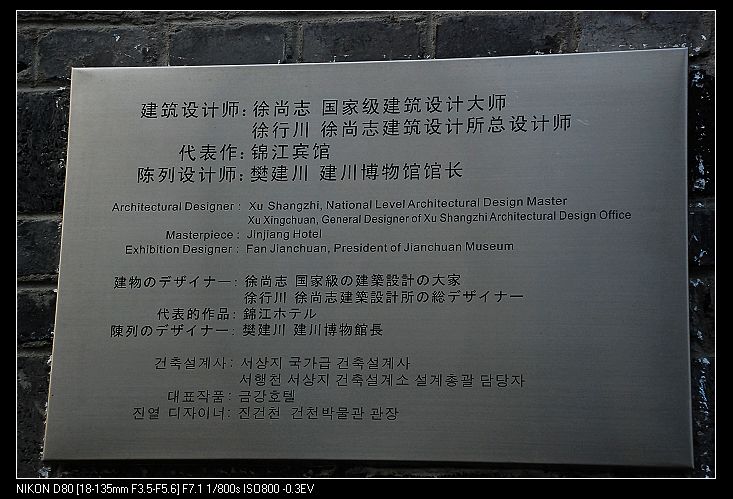 建筑设计师:徐尚志 国家级建筑设计大师
徐行川 徐尚志建筑设计所总设计师
代表作:锦江宾馆
陈列设计师:樊建川 建川博物馆馆长
Architectural Designer: Xu Shangzhi, National Level Architectural Design Master
Xu Xingchuan, General Designer of Xu Shangzhi Architectural Design Office
Masterpiece: Jinjiang Hotel
Exhibition Designer: Fan Jianchuan, President of Jianchuan Museum
建物のデザイナー: 徐尚志 国家級の建築設計の大家
徐行川 徐尚志建築設計所の総デザイナー
代表的作品: 錦江ホテル
陳列のデザイナー: 樊建川 建川博物館長
건축설계사: 서상지 국가급 건축설계사
서행천 서상지 건축설계소 설계총괄 담당자
대표작품: 금강호텔
진열 디자이너: 진건천 건천박물관 관장
NIKON D80 [18-135mm F3.5-F5.6] F7.1 1/800s ISO800 -0.3EV